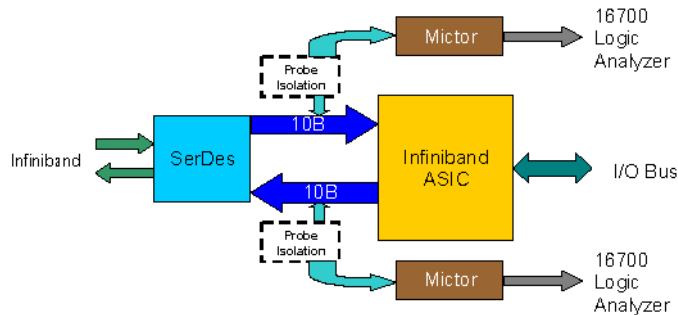 16700
Logic
Analyzer
Mictor
Probe
Isolation
10B
Infiniband
SerDes
Infiniband
ASIC
I/O Bus
10B
Probe
Isolation
Mictor
16700
Logic
Analyzer